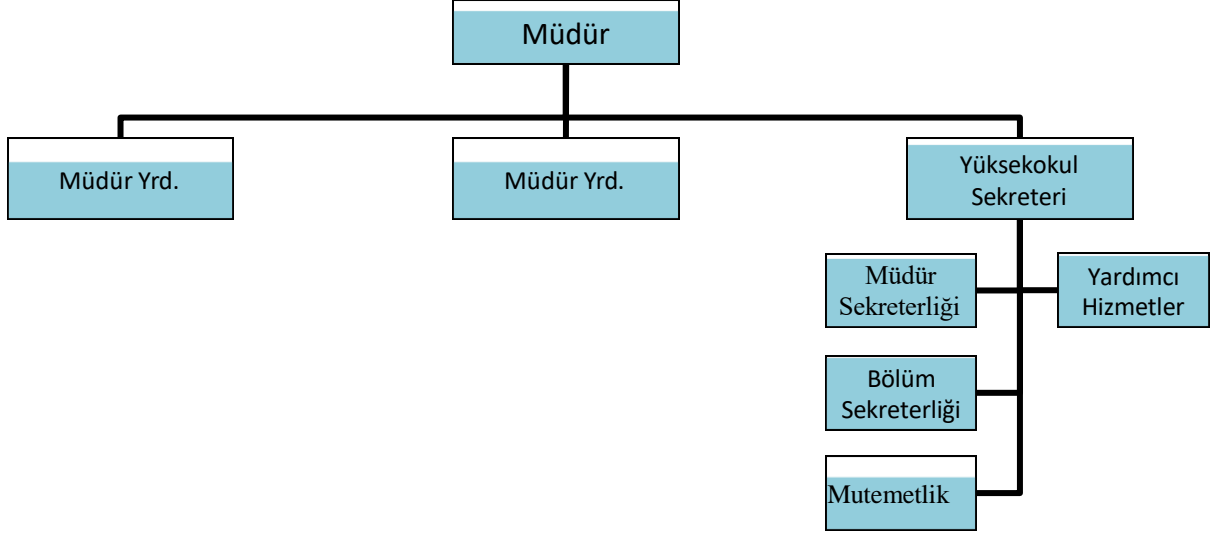 Müdür
Müdür Yrd.
Müdür Yrd.
Yüksekokul
Sekreteri
Müdür
Sekreterliği
Yardımcı
Hizmetler
Bölüm
Sekreterliği
Mutemetlik